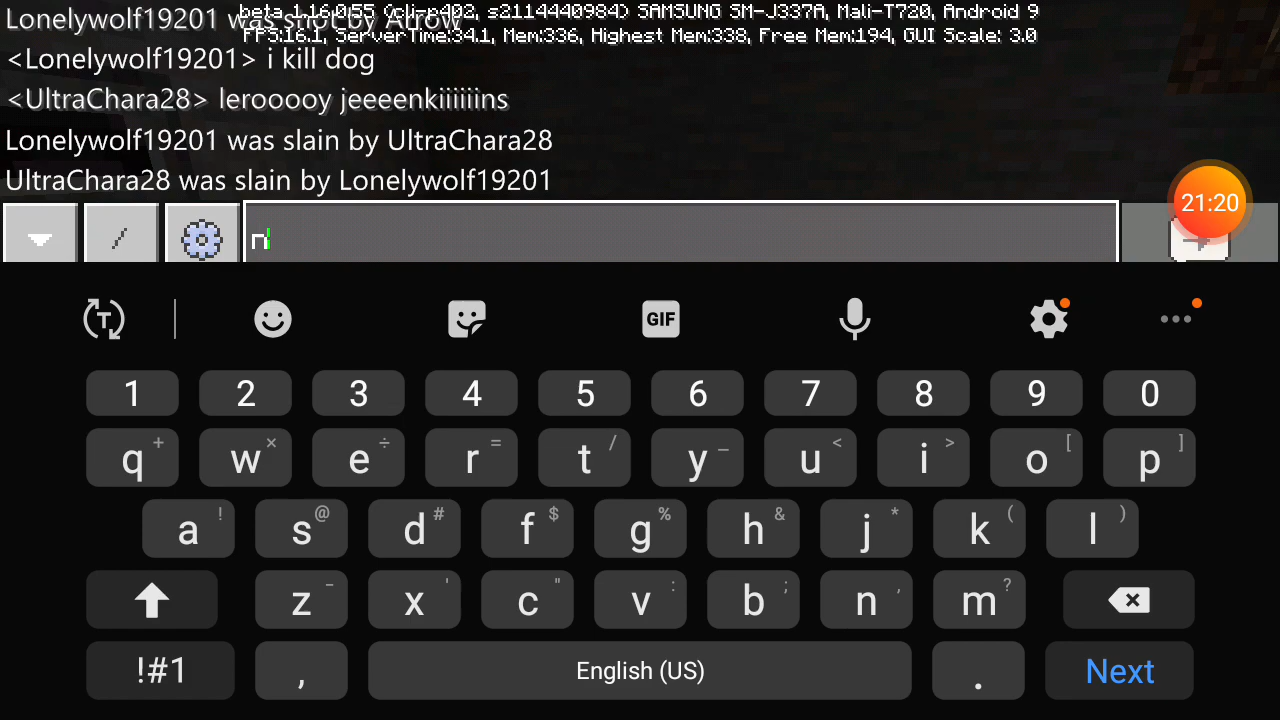 Lonelywolf19201 was shot by Atrow
beta 1.16.0.55 (cli-p402, s2114440984) SAMSUNG SM-J337A, Mali-T720, Android 9
FPS:16.1, ServerTime:34.1, Mem:336, Highest Mem:338, Free Mem:194, GUI Scale: 3.0
<Lonelywolf19201> i kill dog
<UltraChara28> lerooooy jeeeenkiiiiiins
Lonelywolf19201 was slain by UltraChara28
UltraChara28 was slain by Lonelywolf19201
21:20
/ n
T GIF
1 2 3 4 5 6 7 8 9 0
q + w × e ÷ r = t / y _ u < i > o [ p ]
a ! s @ d # f $ g % h & j * k ( l )
z - x ' c " v : b ; n , m ?
!#1 , English (US) . Next